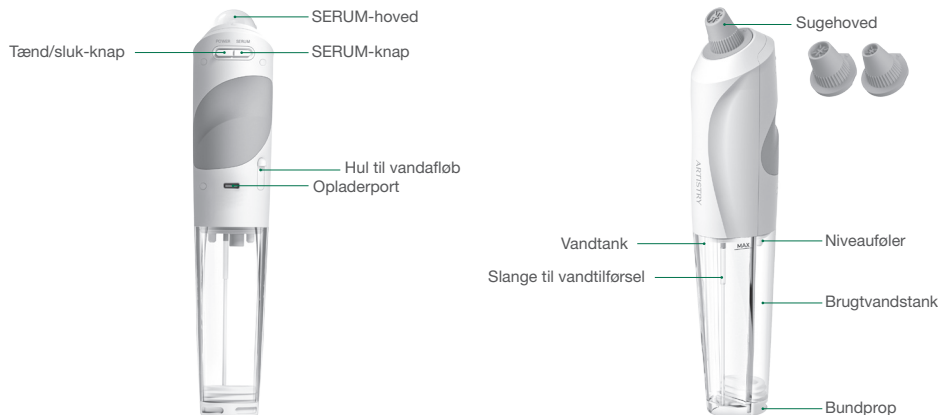 SERUM-hoved
Tænd/sluk-knap
POWER SERUM
SERUM-knap
Hul til vandafløb
Opladerport
Sugehoved
ARTISTRY
Vandtank
MAX
Niveauføler
Slange til vandtilførsel
Brugtvandstank
Bundprop